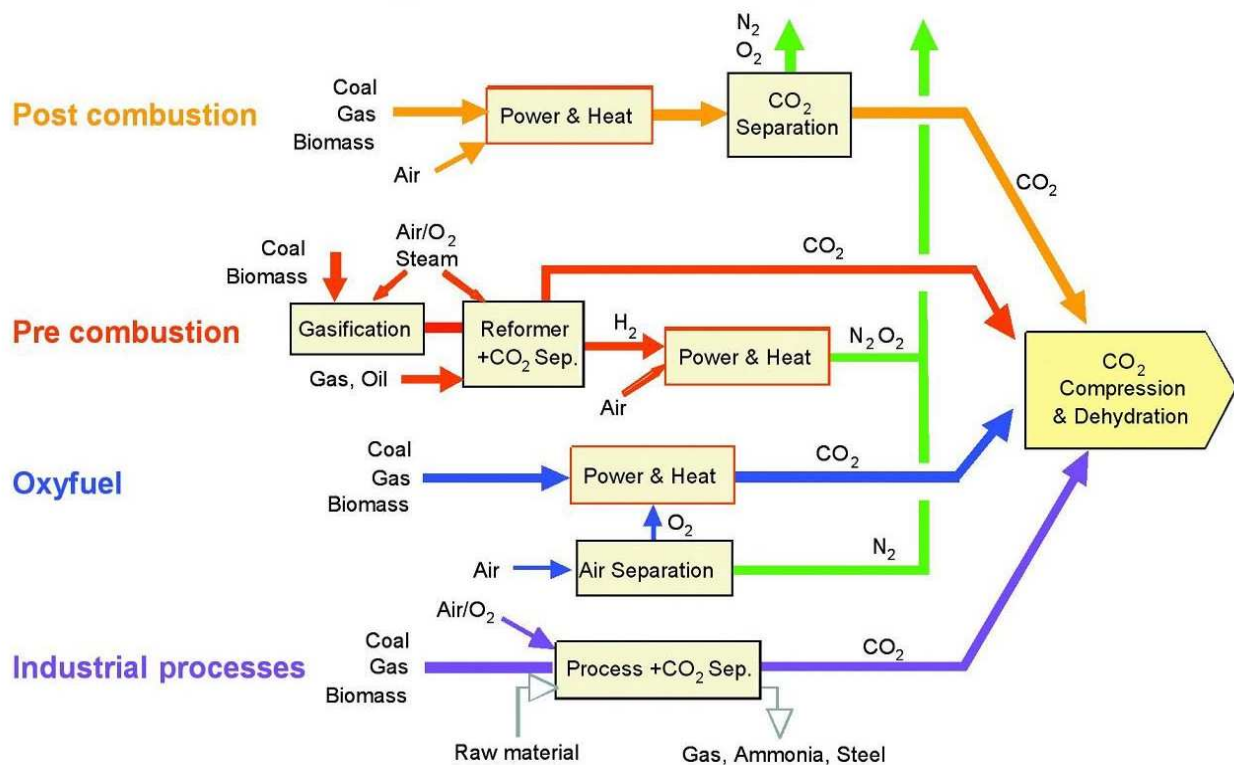 N₂
O₂
Post combustion
Coal
Gas
Biomass
Air
Power & Heat
CO₂
Separation
CO₂
Pre combustion
Coal
Biomass
Air/O₂
Steam
Gasification
Gas, Oil
Reformer
+CO₂ Sep.
CO₂
H₂
Air
Power & Heat
N₂O₂
CO₂
Compression
& Dehydration
Oxyfuel
Coal
Gas
Biomass
Power & Heat
CO₂
O₂
Air
Air Separation
N₂
Industrial processes
Air/O₂
Coal
Gas
Biomass
Process +CO₂ Sep.
CO₂
Raw material
Gas, Ammonia, Steel